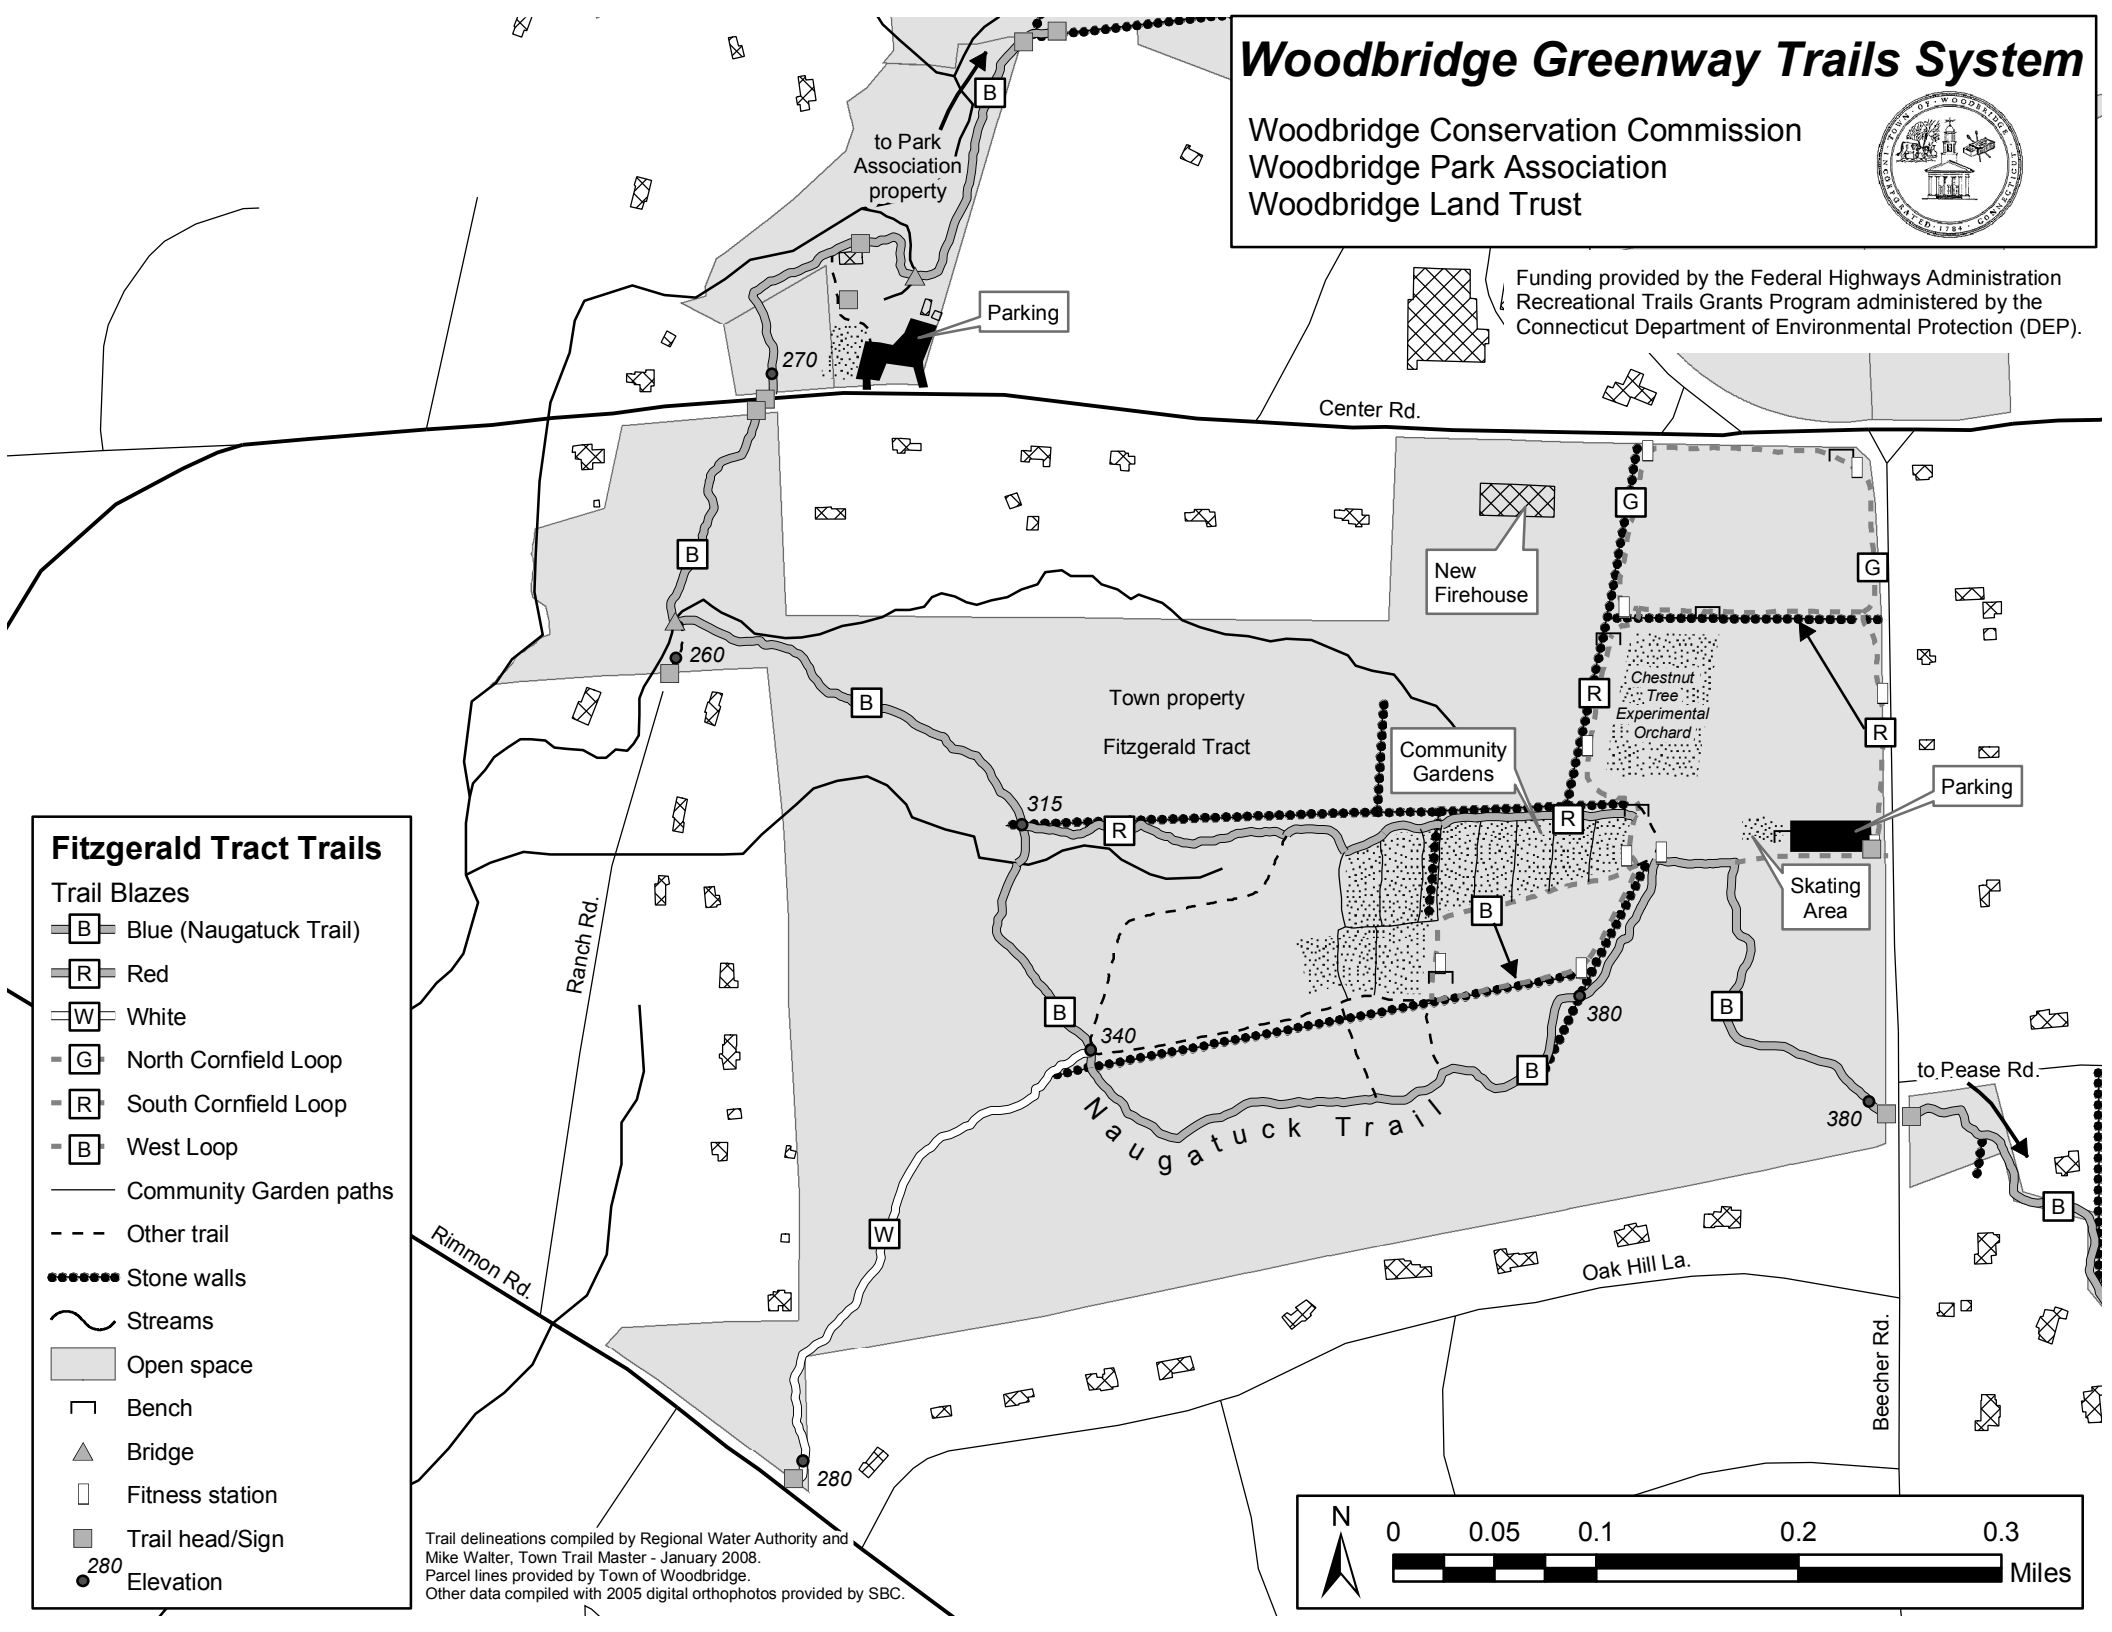 Woodbridge Greenway Trails System
Woodbridge Conservation Commission
Woodbridge Park Association
Woodbridge Land Trust
TOWN · OF · WOODBRIDGE
INCORPORATED · 1784 · CONNECTICUT
Funding provided by the Federal Highways Administration
Recreational Trails Grants Program administered by the
Connecticut Department of Environmental Protection (DEP).
B
to Park
Association
property
Parking
270
Center Rd.
G
B
New
Firehouse
G
260
B
Town property
Fitzgerald Tract
R
Chestnut
Tree
Experimental
Orchard
R
Community
Gardens
Parking
315
R
R
Skating
Area
B
Ranch Rd.
B
340
380
B
B
to Pease Rd.
380
Naugatuck Trail
B
W
Rimmon Rd.
Oak Hill La.
Beecher Rd.
280
Fitzgerald Tract Trails
Trail Blazes
B Blue (Naugatuck Trail)
R Red
W White
G North Cornfield Loop
R South Cornfield Loop
B West Loop
Community Garden paths
Other trail
Stone walls
Streams
Open space
Bench
Bridge
Fitness station
Trail head/Sign
280 Elevation
Trail delineations compiled by Regional Water Authority and
Mike Walter, Town Trail Master - January 2008.
Parcel lines provided by Town of Woodbridge.
Other data compiled with 2005 digital orthophotos provided by SBC.
N
0 0.05 0.1 0.2 0.3
Miles